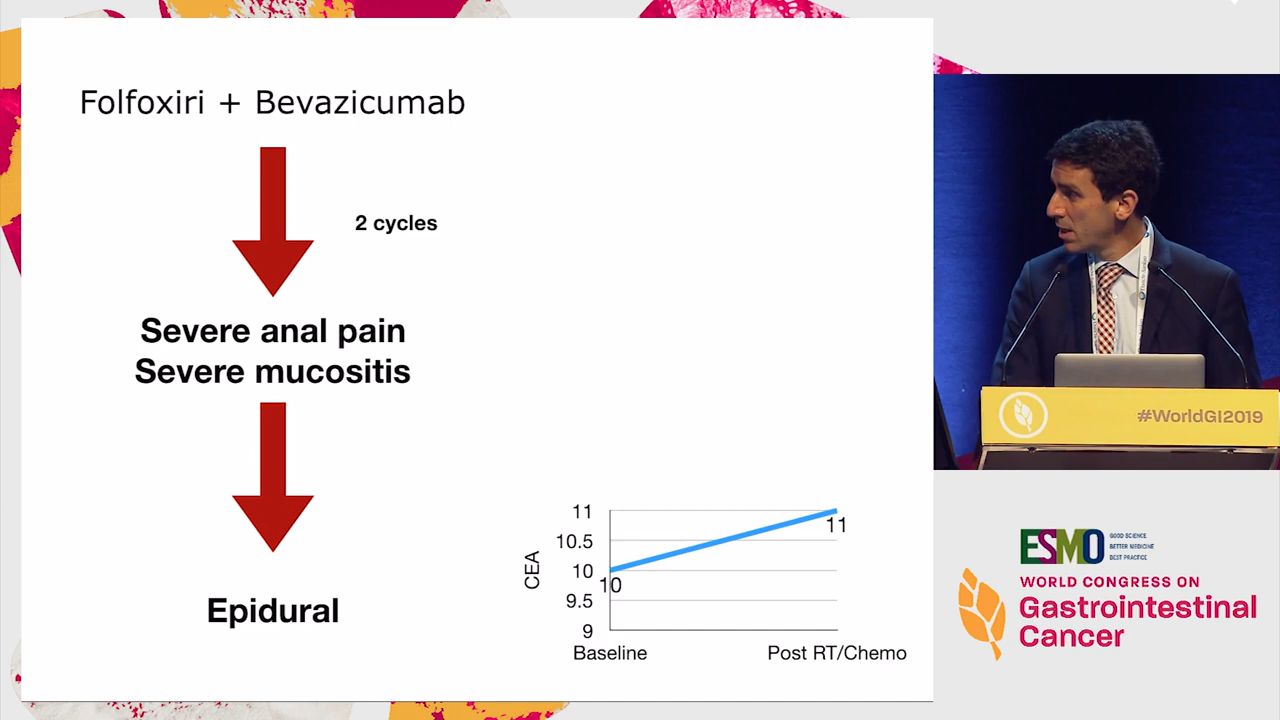 Folfoxiri + Bevazicumab
2 cycles
Severe anal pain
Severe mucositis
Epidural
CEA
11
10.5
10
9.5
9
10
11
Baseline
Post RT/Chemo
#WorldGI2019
ESMO
GOOD SCIENCE
BETTER MEDICINE
BEST PRACTICE
WORLD CONGRESS ON
Gastrointestinal
Cancer